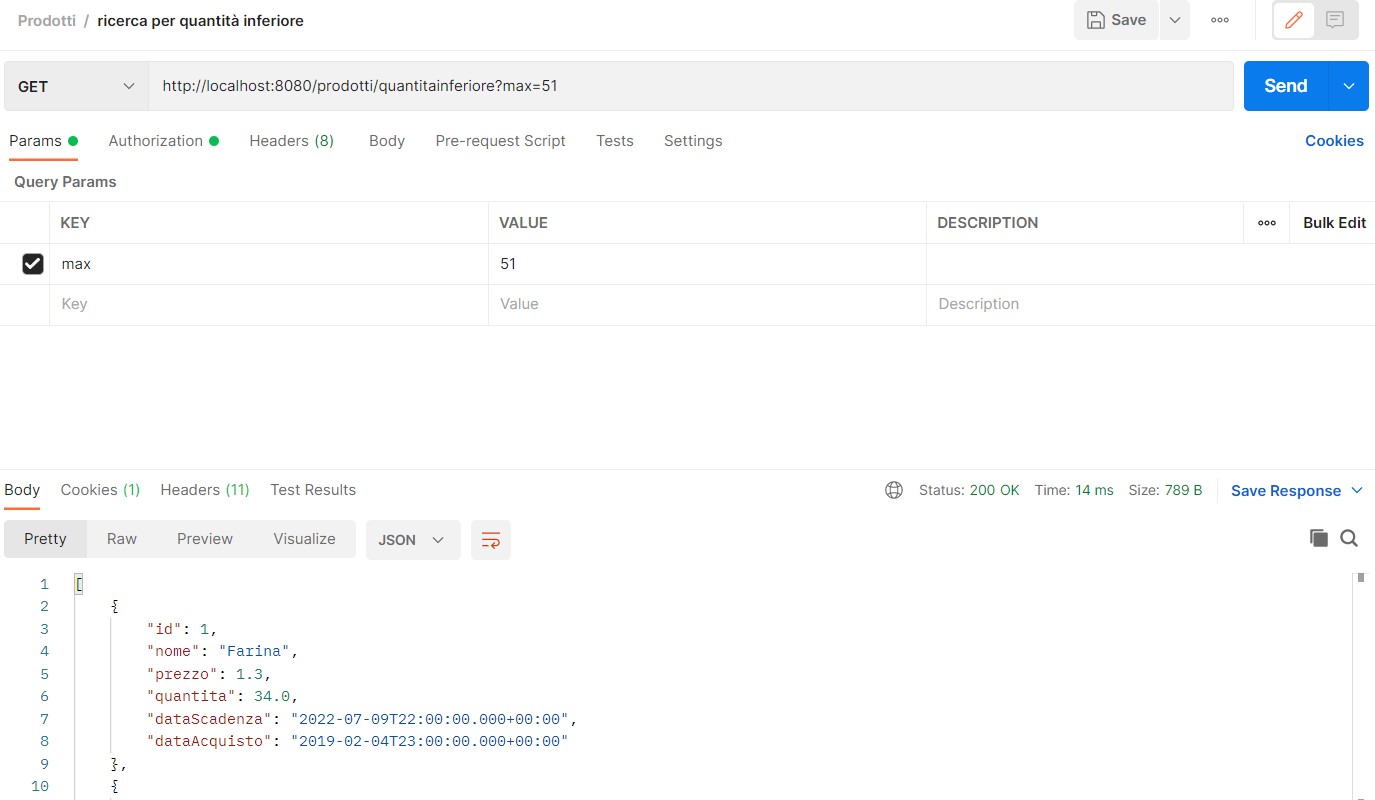 Prodotti / ricerca per quantità inferiore
Save
GET
http://localhost:8080/prodotti/quantitainferiore?max=51
Send
Params Authorization Headers (8) Body Pre-request Script Tests Settings Cookies
Query Params
KEY VALUE DESCRIPTION Bulk Edit
max 51
Key Value Description
Body Cookies (1) Headers (11) Test Results Status: 200 OK Time: 14 ms Size: 789 B Save Response
Pretty Raw Preview Visualize JSON
1 [
2 {
3 "id": 1,
4 "nome": "Farina",
5 "prezzo": 1.3,
6 "quantita": 34.0,
7 "dataScadenza": "2022-07-09T22:00:00.000+00:00",
8 "dataAcquisto": "2019-02-04T23:00:00.000+00:00"
9 },
10 {